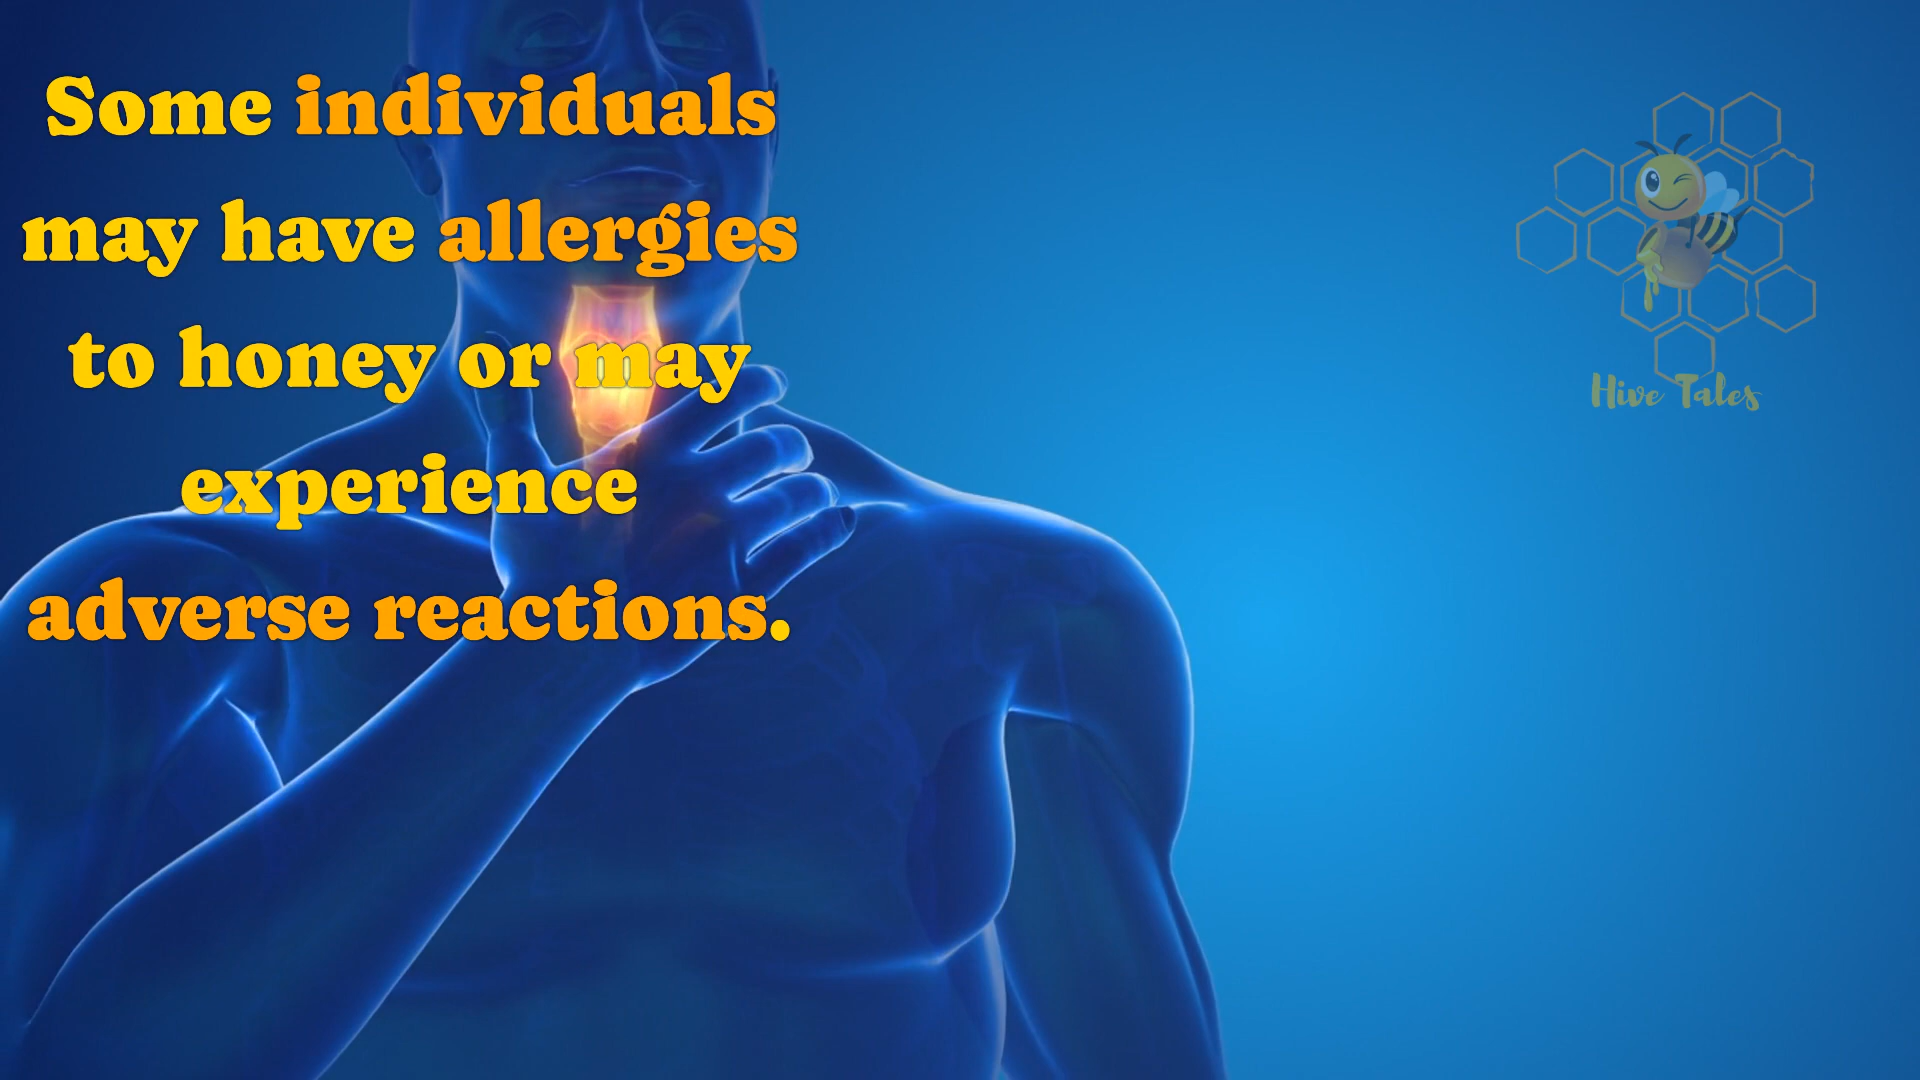 Some individuals
may have allergies
to honey or may
experience
adverse reactions.
Hive Tales